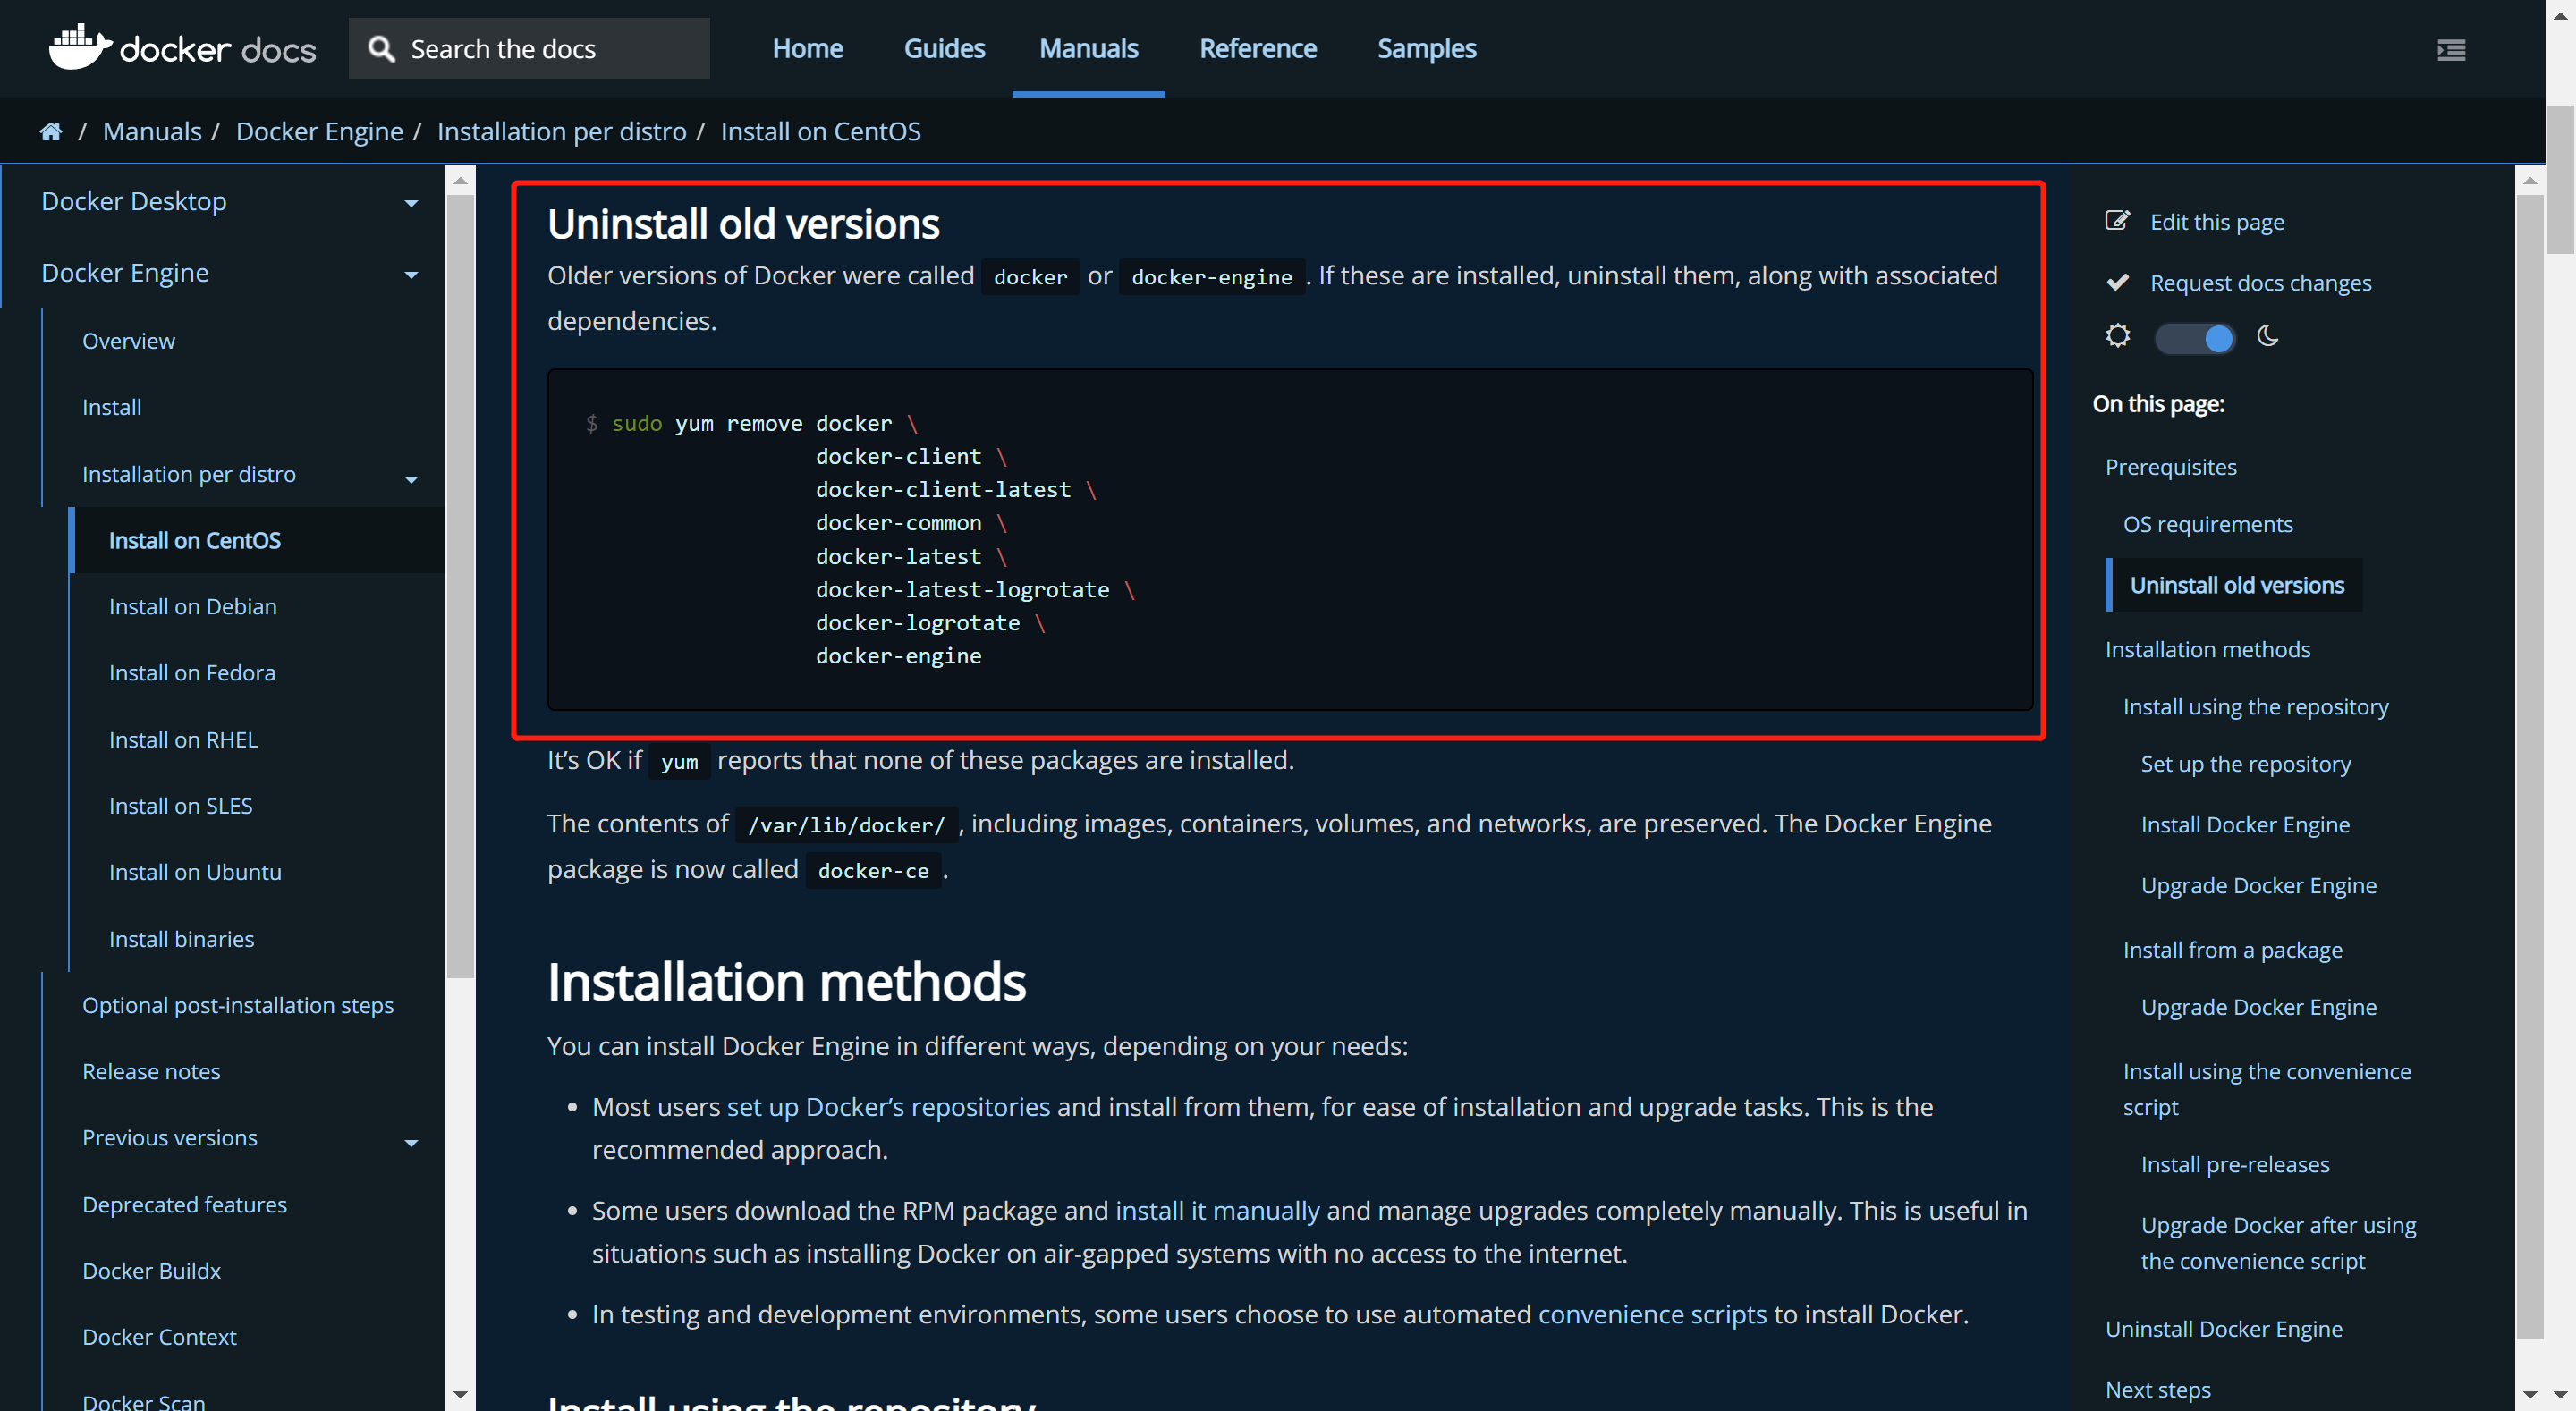 docker docs
Search the docs
Home
Guides
Manuals
Reference
Samples
/ Manuals / Docker Engine / Installation per distro / Install on CentOS
Docker Desktop
Docker Engine
Overview
Install
Installation per distro
Install on CentOS
Install on Debian
Install on Fedora
Install on RHEL
Install on SLES
Install on Ubuntu
Install binaries
Optional post-installation steps
Release notes
Previous versions
Deprecated features
Docker Buildx
Docker Context
Docker Scan
Uninstall old versions
Older versions of Docker were called docker or docker-engine. If these are installed, uninstall them, along with associated
dependencies.
$ sudo yum remove docker \
docker-client \
docker-client-latest \
docker-common \
docker-latest \
docker-latest-logrotate \
docker-logrotate \
docker-engine
It’s OK if yum reports that none of these packages are installed.
The contents of /var/lib/docker/, including images, containers, volumes, and networks, are preserved. The Docker Engine
package is now called docker-ce.
Installation methods
You can install Docker Engine in different ways, depending on your needs:
• Most users set up Docker’s repositories and install from them, for ease of installation and upgrade tasks. This is the
recommended approach.
• Some users download the RPM package and install it manually and manage upgrades completely manually. This is useful in
situations such as installing Docker on air-gapped systems with no access to the internet.
• In testing and development environments, some users choose to use automated convenience scripts to install Docker.
Install using the repository
Edit this page
Request docs changes
On this page:
Prerequisites
OS requirements
Uninstall old versions
Installation methods
Install using the repository
Set up the repository
Install Docker Engine
Upgrade Docker Engine
Install from a package
Upgrade Docker Engine
Install using the convenience
script
Install pre-releases
Upgrade Docker after using
the convenience script
Uninstall Docker Engine
Next steps